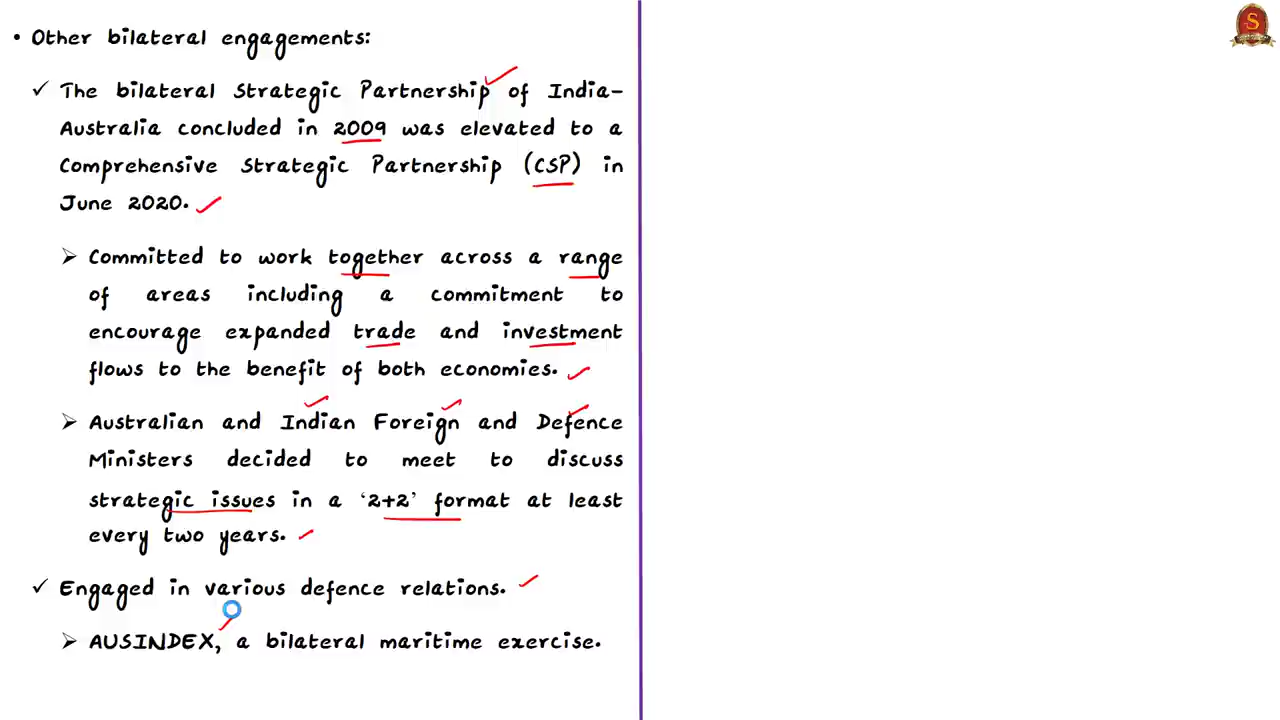 • Other bilateral engagements:
✓ The bilateral Strategic Partnership of India-
Australia concluded in 2009 was elevated to a
Comprehensive Strategic Partnership (CSP) in
June 2020.
➢ Committed to work together across a range
of areas including a commitment to
encourage expanded trade and investment
flows to the benefit of both economies.
➢ Australian and Indian Foreign and Defence
Ministers decided to meet to discuss
strategic issues in a ‘2+2’ format at least
every two years.
✓ Engaged in various defence relations.
➢ AUSINDEX, a bilateral maritime exercise.
S